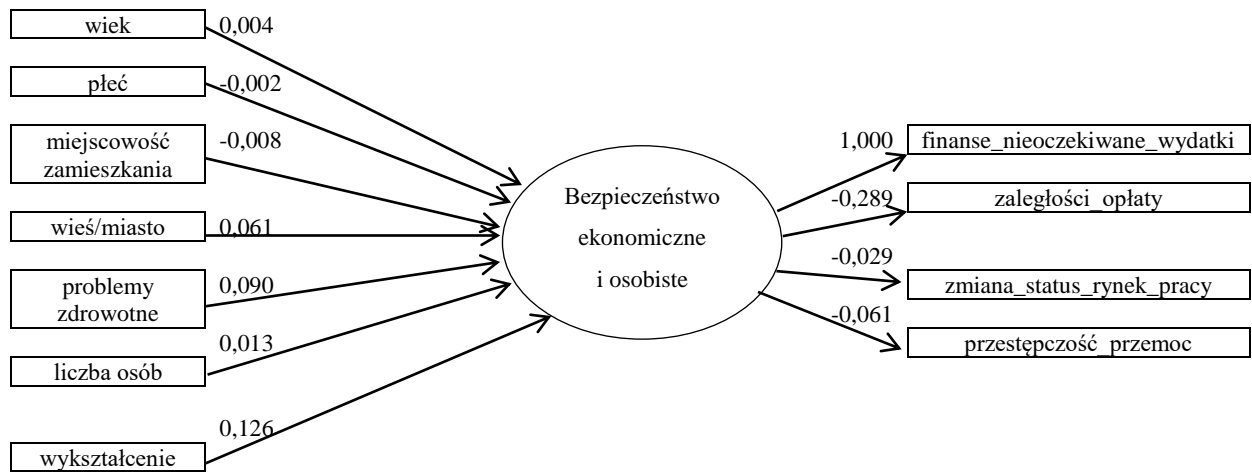 wiek
0,004
płeć
-0,002
miejscowość
zamieszkania
-0,008
wieś/miasto
0,061
problemy
zdrowotne
0,090
liczba osób
0,013
wykształcenie
0,126
Bezpieczeństwo
ekonomiczne
i osobiste
1,000
finanse_nieoczekiwane_wydatki
-0,289
zaległości_opłaty
-0,029
zmiana_status_rynek_pracy
-0,061
przestępczość_przemoc